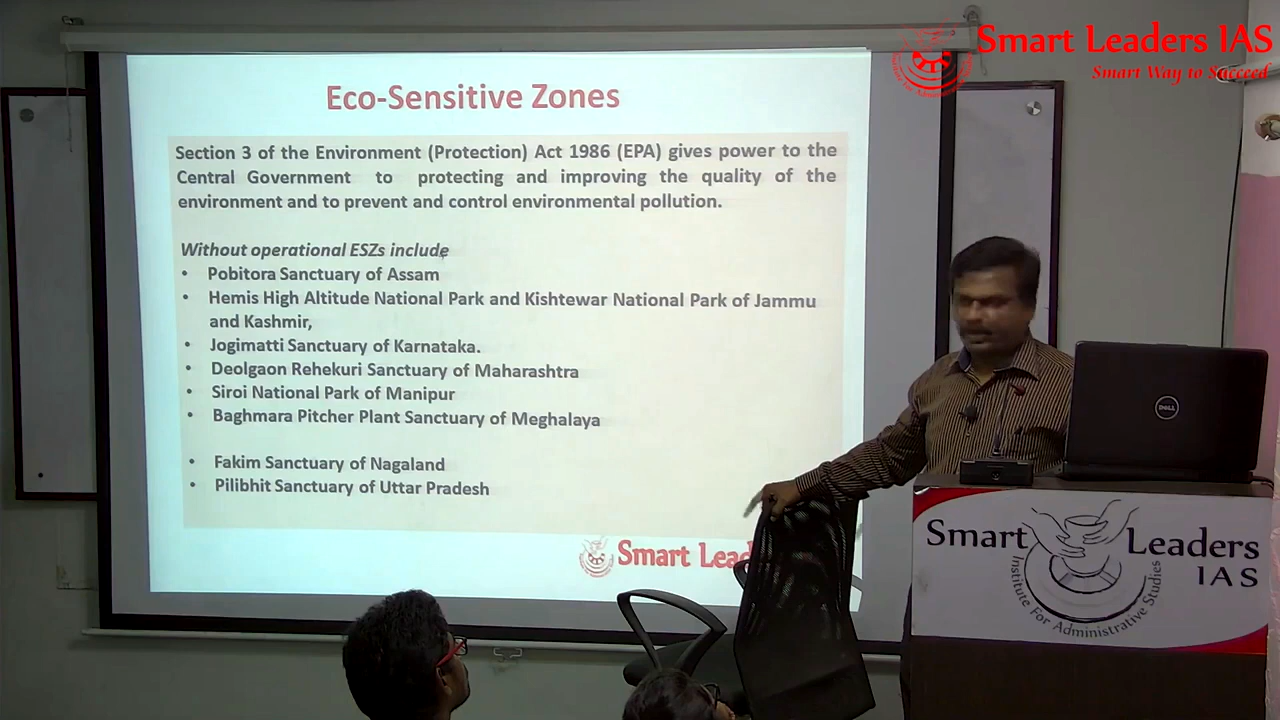 Smart Leaders IAS
Smart Way to Succeed
Eco-Sensitive Zones
Section 3 of the Environment (Protection) Act 1986 (EPA) gives power to the
Central Government to protecting and improving the quality of the
environment and to prevent and control environmental pollution.
Without operational ESZs include
• Pobitora Sanctuary of Assam
• Hemis High Altitude National Park and Kishtewar National Park of Jammu
and Kashmir,
• Jogimatti Sanctuary of Karnataka.
• Deolgaon Rehekuri Sanctuary of Maharashtra
• Siroi National Park of Manipur
• Baghmara Pitcher Plant Sanctuary of Meghalaya
• Fakim Sanctuary of Nagaland
• Pilibhit Sanctuary of Uttar Pradesh
Smart Lea
DELL
Smart Leaders
IAS
Institute For Administrative Studies